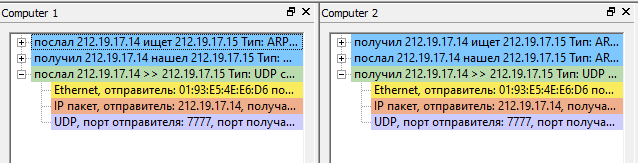 Computer 1
послал 212.19.17.14 ищет 212.19.17.15 Тип: ARP...
получил 212.19.17.14 нашел 212.19.17.15 Тип: ...
послал 212.19.17.14 >> 212.19.17.15 Тип: UDP с...
Ethernet, отправитель: 01:93:E5:4E:E6:D6 по...
IP пакет, отправитель: 212.19.17.14, получа...
UDP, порт отправителя: 7777, порт получа...
Computer 2
получил 212.19.17.14 ищет 212.19.17.15 Тип: AR...
послал 212.19.17.14 нашел 212.19.17.15 Тип: AR...
получил 212.19.17.14 >> 212.19.17.15 Тип: UDP ...
Ethernet, отправитель: 01:93:E5:4E:E6:D6 по...
IP пакет, отправитель: 212.19.17.14, получа...
UDP, порт отправителя: 7777, порт получа...